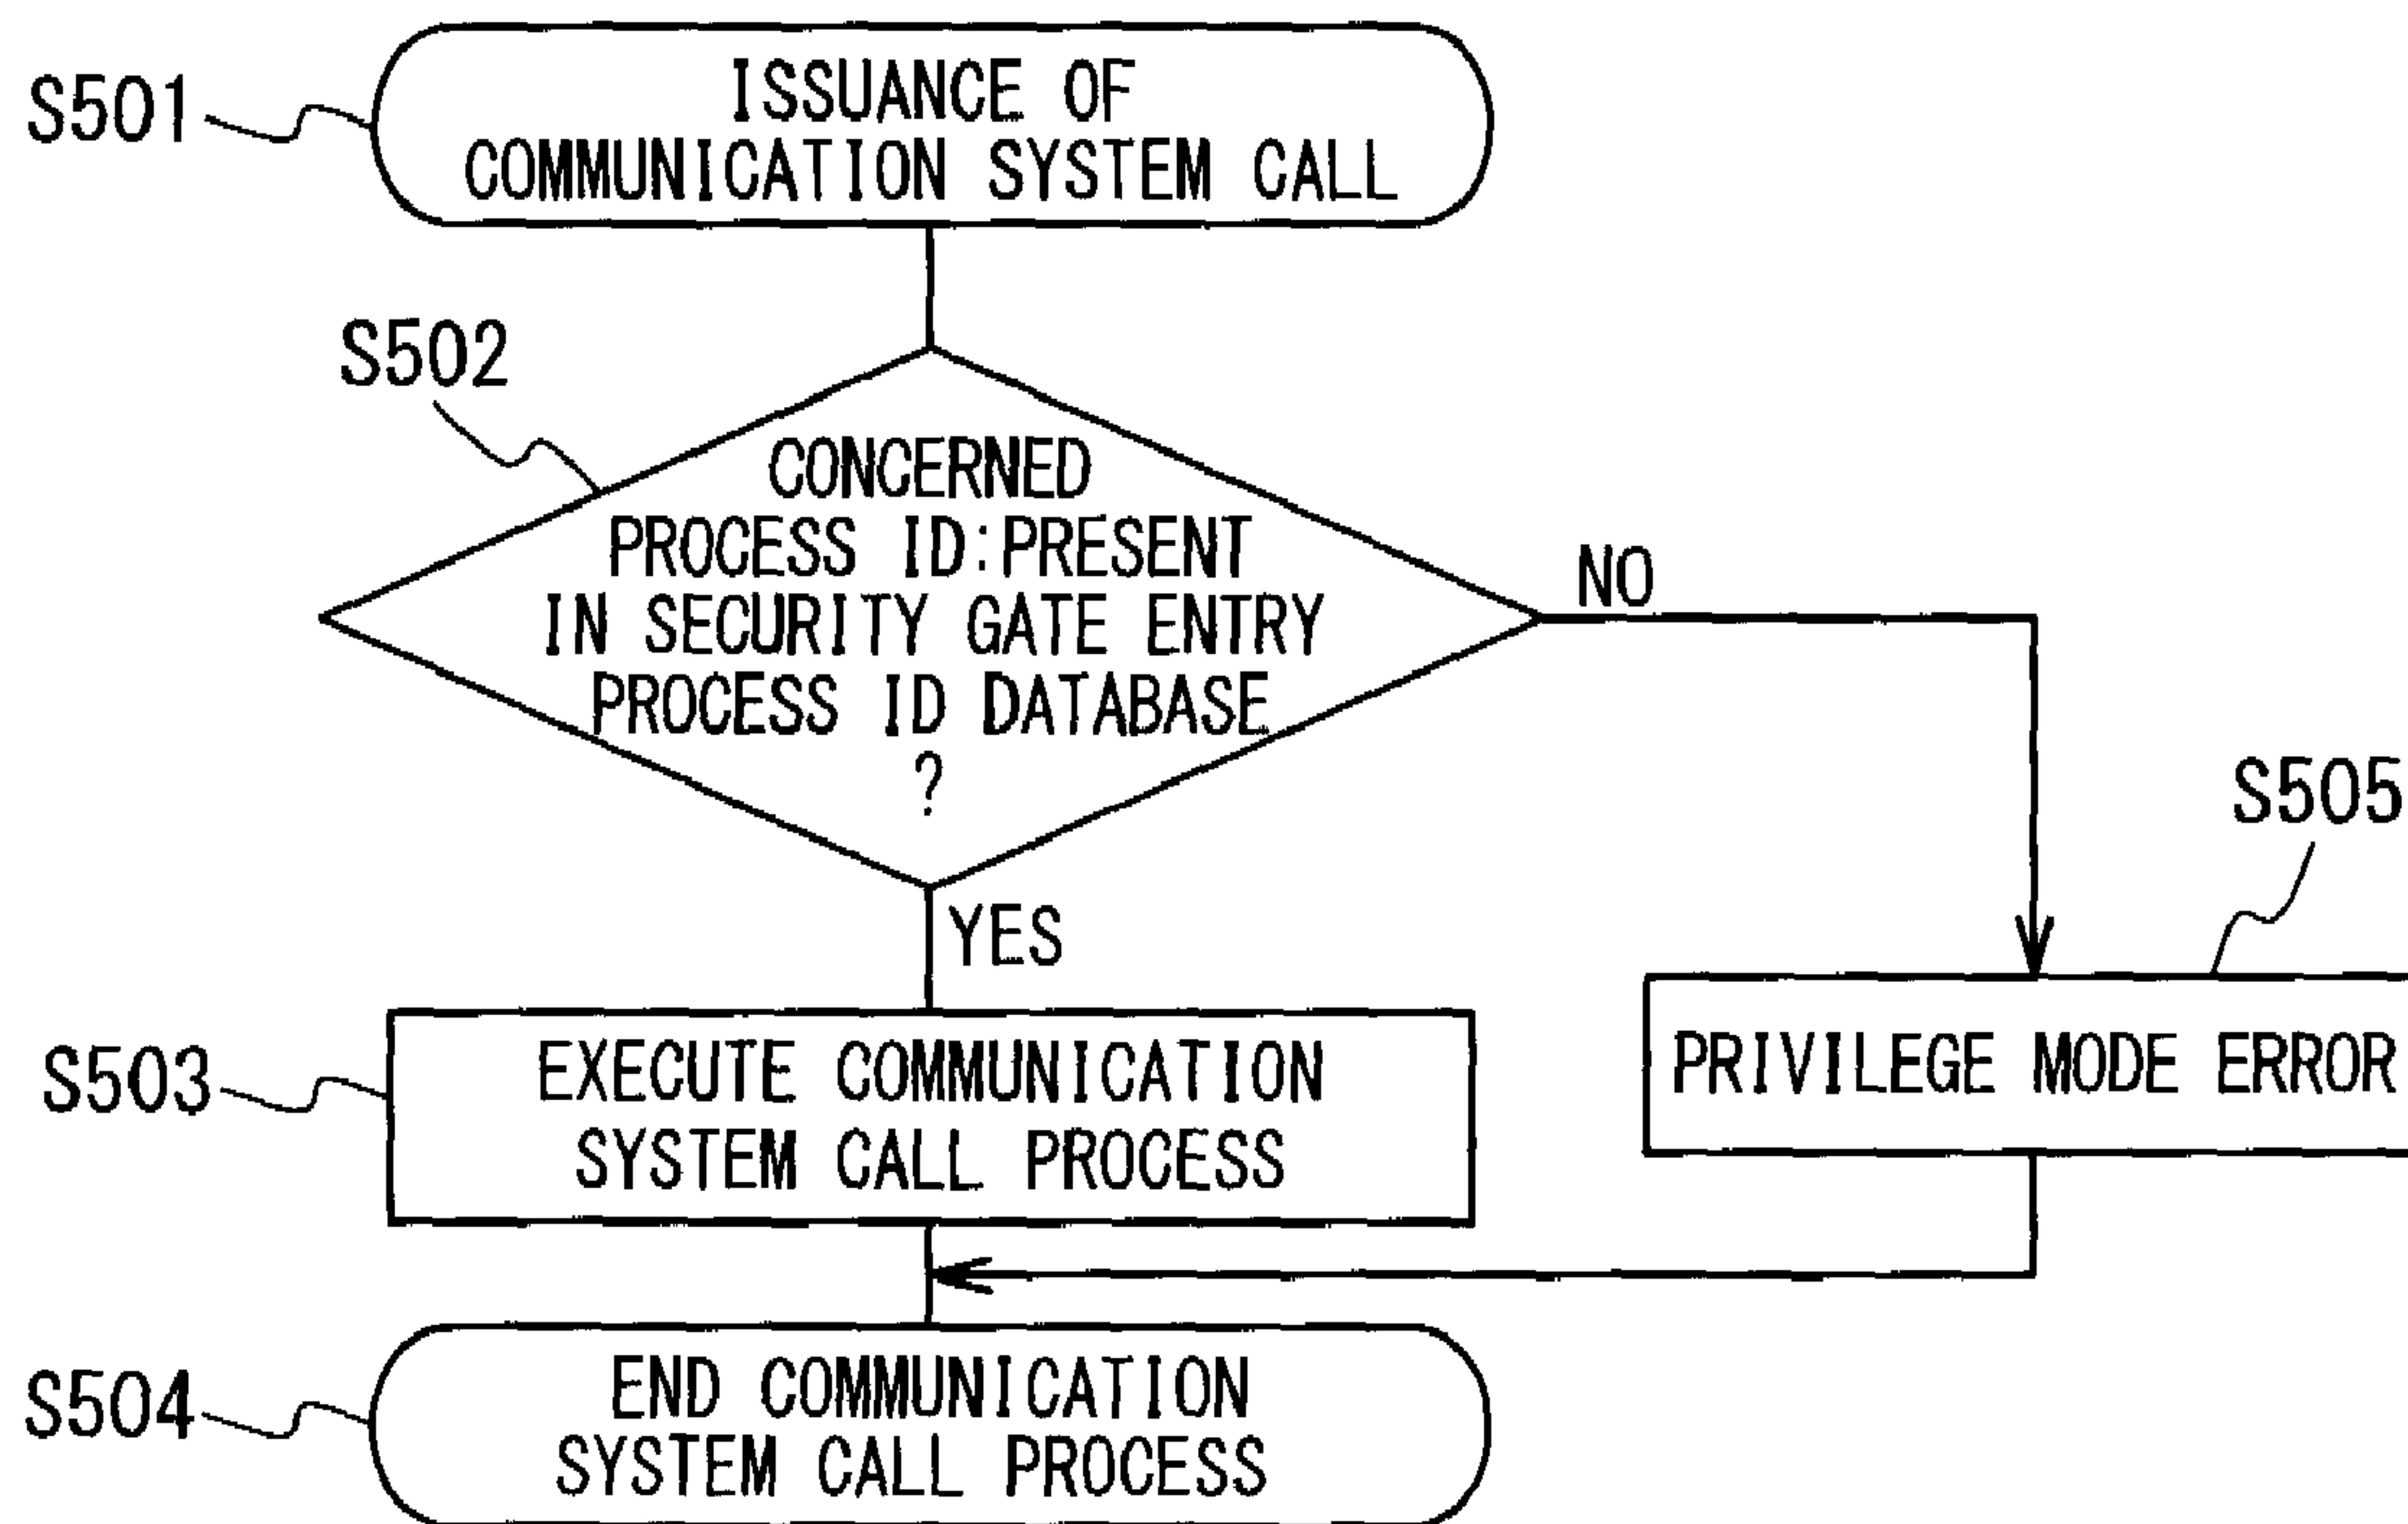 S501
ISSUANCE OF
COMMUNICATION SYSTEM CALL
S502
CONCERNED
PROCESS ID:PRESENT
IN SECURITY GATE ENTRY
PROCESS ID DATABASE
?
NO
YES
S505
PRIVILEGE MODE ERROR
S503
EXECUTE COMMUNICATION
SYSTEM CALL PROCESS
S504
END COMMUNICATION
SYSTEM CALL PROCESS